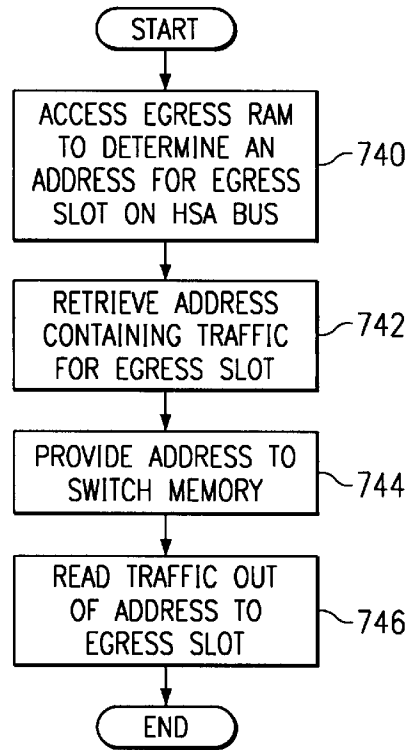 START
ACCESS EGRESS RAM
TO DETERMINE AN
ADDRESS FOR EGRESS
SLOT ON HSA BUS
740
RETRIEVE ADDRESS
CONTAINING TRAFFIC
FOR EGRESS SLOT
742
PROVIDE ADDRESS TO
SWITCH MEMORY
744
READ TRAFFIC OUT
OF ADDRESS TO
EGRESS SLOT
746
END